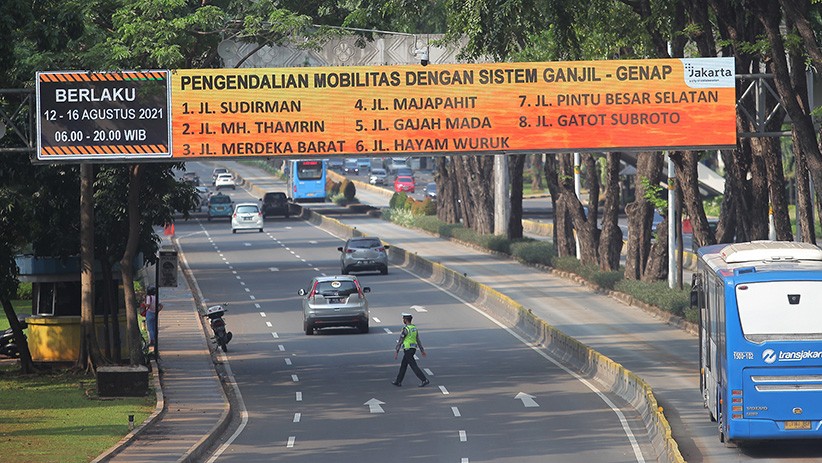 BERLAKU
12 - 16 AGUSTUS 2021
06.00 - 20.00 WIB
PENGENDALIAN MOBILITAS DENGAN SISTEM GANJIL - GENAP
1. JL. SUDIRMAN
2. JL. MH. THAMRIN
3. JL. MERDEKA BARAT
4. JL. MAJAPAHIT
5. JL. GAJAH MADA
6. JL. HAYAM WURUK
7. JL. PINTU BESAR SELATAN
8. JL. GATOT SUBROTO
Jakarta
transjakarta